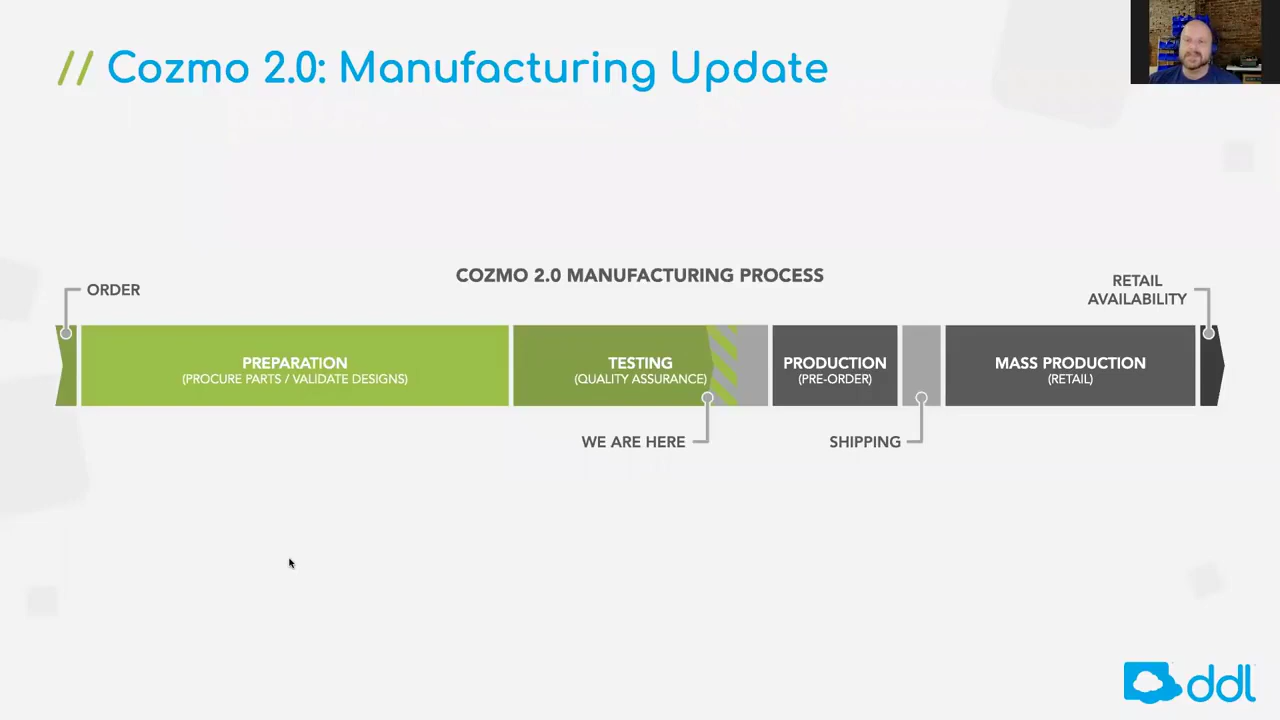 // Cozmo 2.0: Manufacturing Update
COZMO 2.0 MANUFACTURING PROCESS
ORDER
RETAIL
AVAILABILITY
PREPARATION
(PROCURE PARTS / VALIDATE DESIGNS)
TESTING
(QUALITY ASSURANCE)
PRODUCTION
(PRE-ORDER)
MASS PRODUCTION
(RETAIL)
WE ARE HERE
SHIPPING
ddl